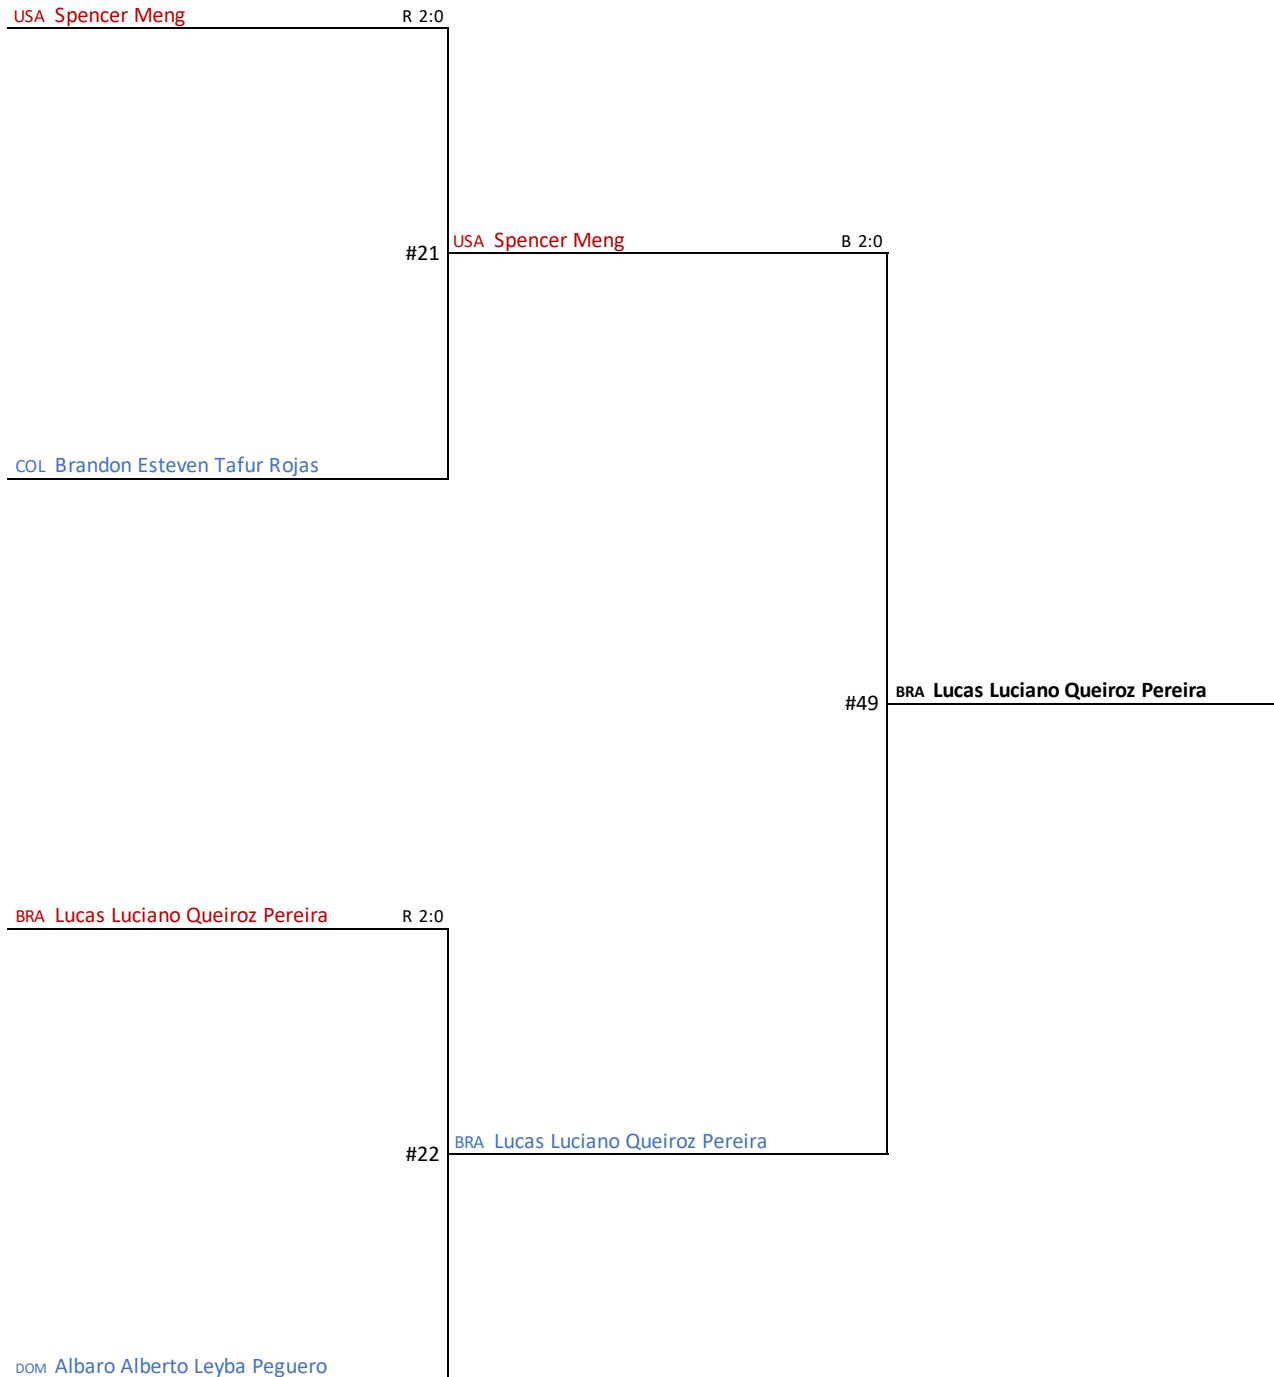 USA Spencer Meng R 2:0
USA Spencer Meng B 2:0
#21
COL Brandon Esteven Tafur Rojas
BRA Lucas Luciano Queiroz Pereira
#49
BRA Lucas Luciano Queiroz Pereira R 2:0
BRA Lucas Luciano Queiroz Pereira
#22
DOM Albaro Alberto Leyba Peguero